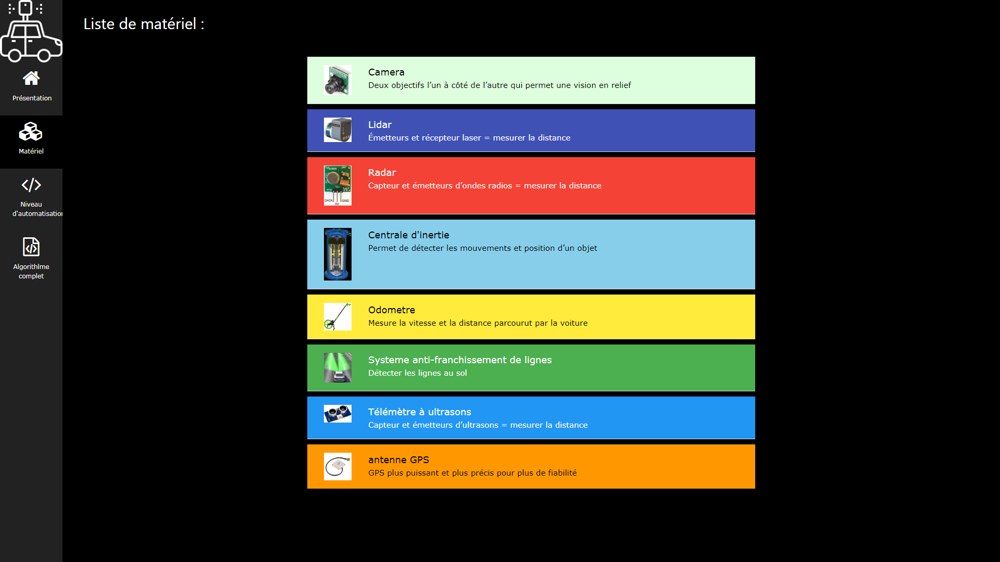 Liste de matériel :
Présentation
Matériel
Niveau
d'automatisation
Algorithlme
complet
Camera
Deux objectifs l’un à côté de l’autre qui permet une vision en relief
Lidar
Émetteurs et récepteur laser = mesurer la distance
Radar
Capteur et émetteurs d’ondes radios = mesurer la distance
DATA
GND
5V
Centrale d'inertie
Permet de détecter les mouvements et position d’un objet
Odometre
Mesure la vitesse et la distance parcourut par la voiture
Systeme anti-franchissement de lignes
Détecter les lignes au sol
Télémètre à ultrasons
Capteur et émetteurs d’ultrasons = mesurer la distance
antenne GPS
GPS plus puissant et plus précis pour plus de fiabilité